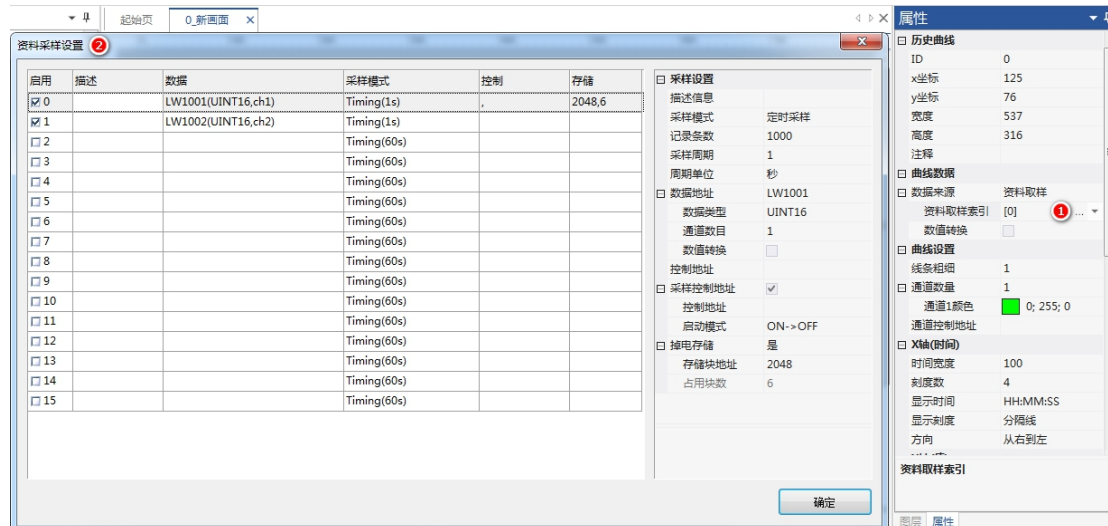 起始页 0_新画面
资料采样设置 2
启用 描述 数据 采样模式 控制 存储
0 LW1001(UINT16,ch1) Timing(1s) , 2048,6
1 LW1002(UINT16,ch2) Timing(1s)
2 Timing(60s)
3 Timing(60s)
4 Timing(60s)
5 Timing(60s)
6 Timing(60s)
7 Timing(60s)
8 Timing(60s)
9 Timing(60s)
10 Timing(60s)
11 Timing(60s)
12 Timing(60s)
13 Timing(60s)
14 Timing(60s)
15 Timing(60s)
采样设置
描述信息
采样模式 定时采样
记录条数 1000
采样周期 1
周期单位 秒
数据地址 LW1001
数据类型 UINT16
通道数目 1
数值转换
控制地址
采样控制地址
控制地址
启动模式 ON->OFF
掉电存储 是
存储块地址 2048
占用块数 6
确定
属性
历史曲线
ID 0
x坐标 125
y坐标 76
宽度 537
高度 316
注释
曲线数据
数据来源 资料取样
资料取样索引 [0] 1 ...
数值转换
曲线设置
线条粗细 1
通道数量 1
通道1颜色 0; 255; 0
通道控制地址
X轴(时间)
时间宽度 100
刻度数 4
显示时间 HH:MM:SS
显示刻度 分隔线
方向 从右到左
资料取样索引
图层 属性